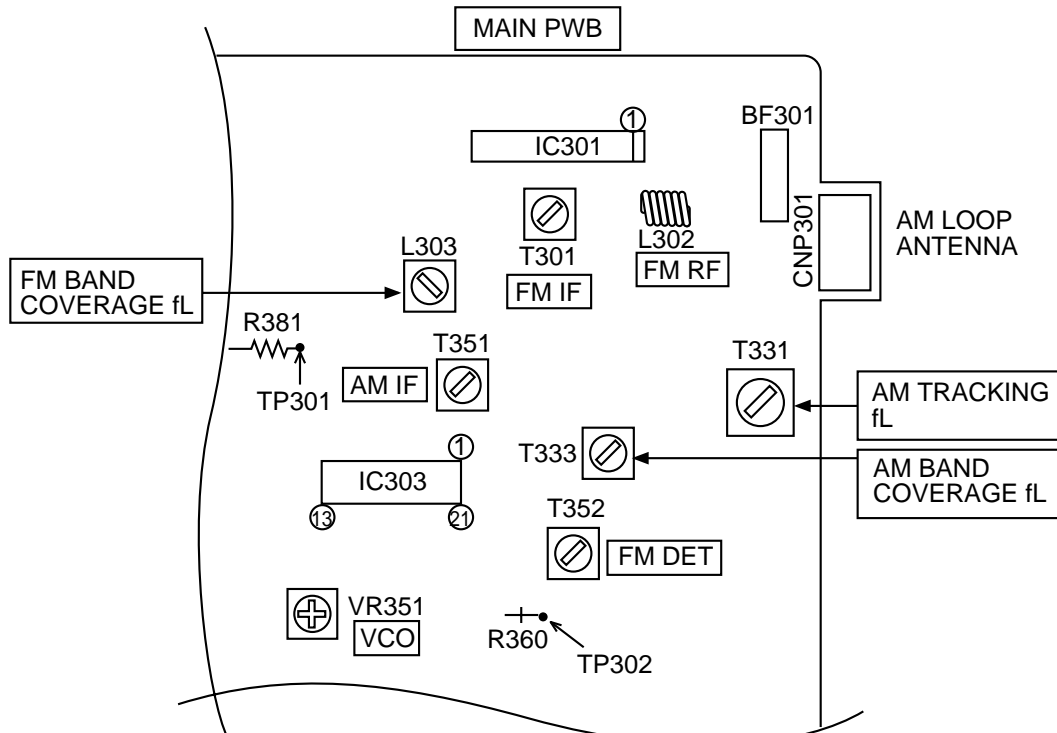 MAIN PWB
1
IC301
BF301
CNP301
AM LOOP
ANTENNA
L303
T301
FM IF
L302
FM RF
FM BAND
COVERAGE fL
R381
TP301
T351
AM IF
T331
AM TRACKING
fL
1
IC303
13
21
T333
AM BAND
COVERAGE fL
T352
FM DET
VR351
VCO
R360
TP302